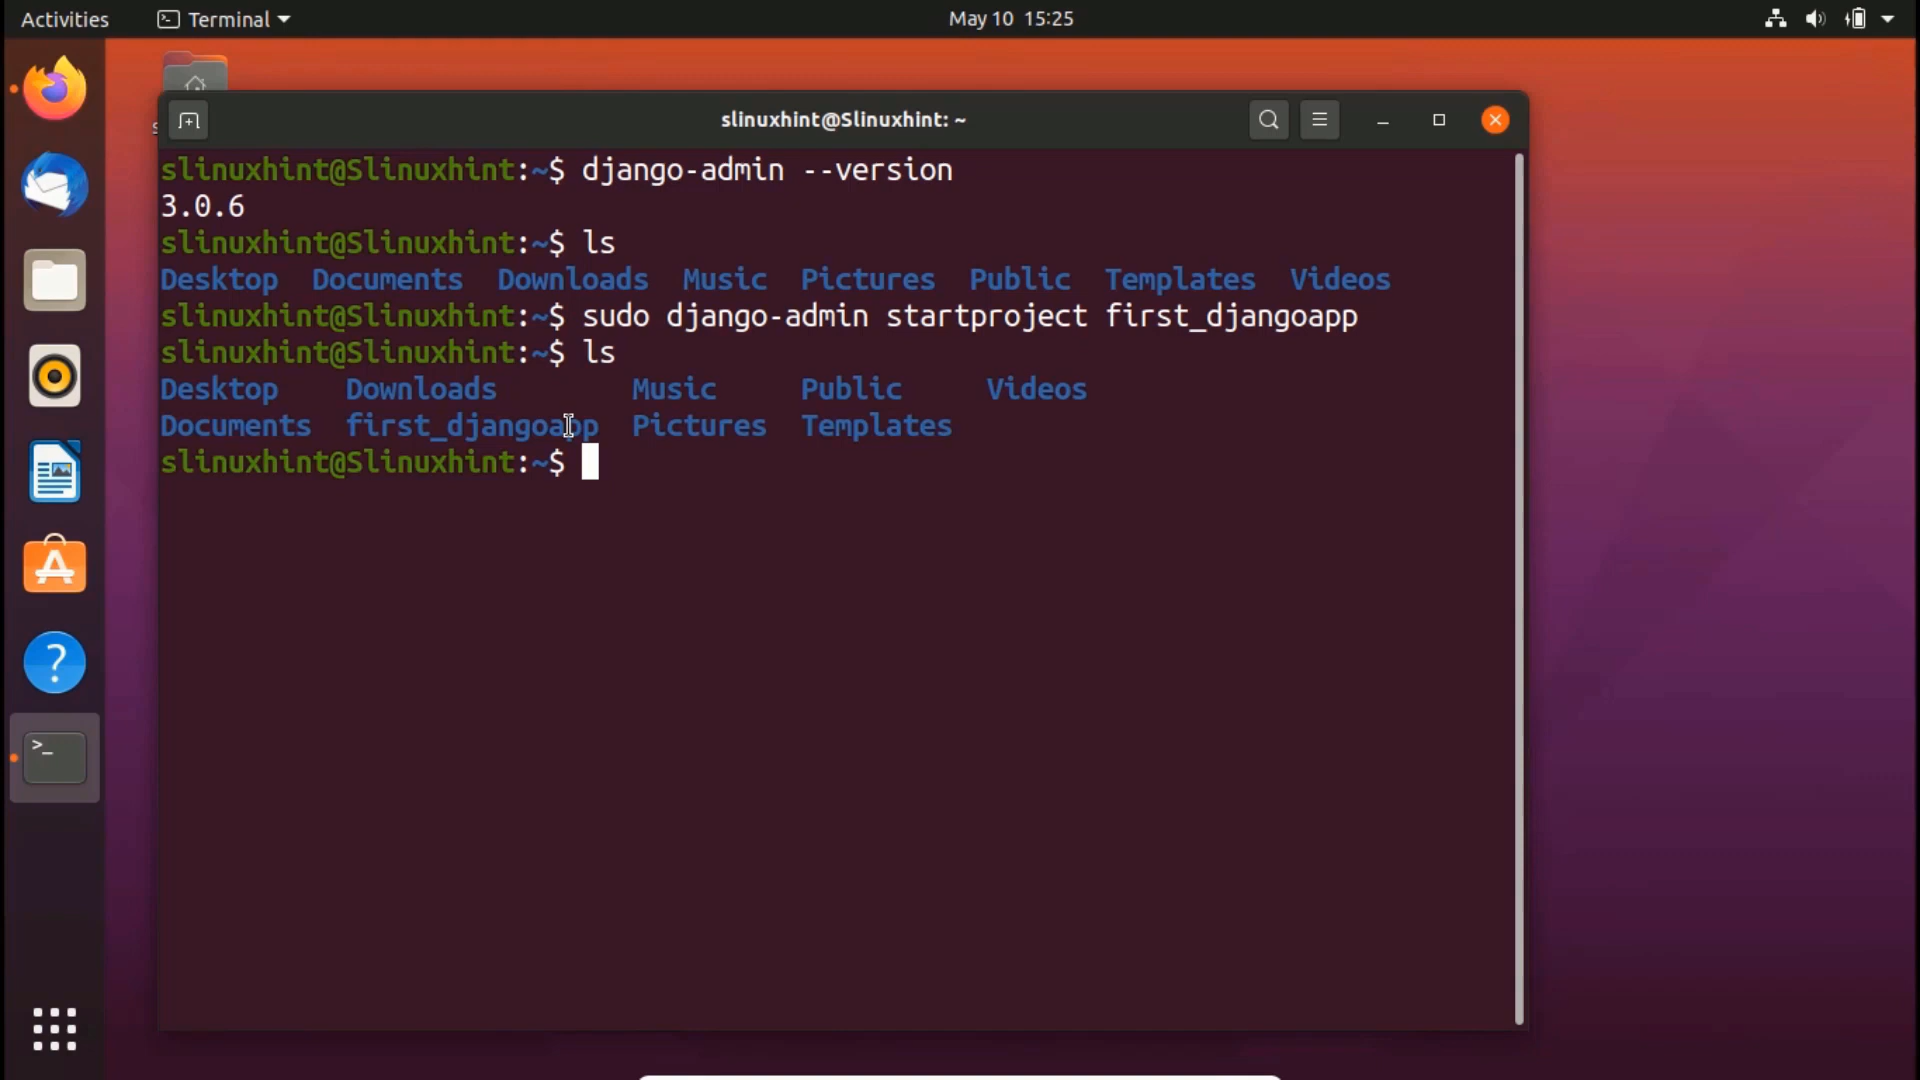 Activities Terminal May 10 15:25
slinuxhint@Slinuxhint: ~
slinuxhint@Slinuxhint:~$ django-admin --version
3.0.6
slinuxhint@Slinuxhint:~$ ls
Desktop Documents Downloads Music Pictures Public Templates Videos
slinuxhint@Slinuxhint:~$ sudo django-admin startproject first_djangoapp
slinuxhint@Slinuxhint:~$ ls
Desktop Downloads Music Public Videos
Documents first_djangoapp Pictures Templates
slinuxhint@Slinuxhint:~$